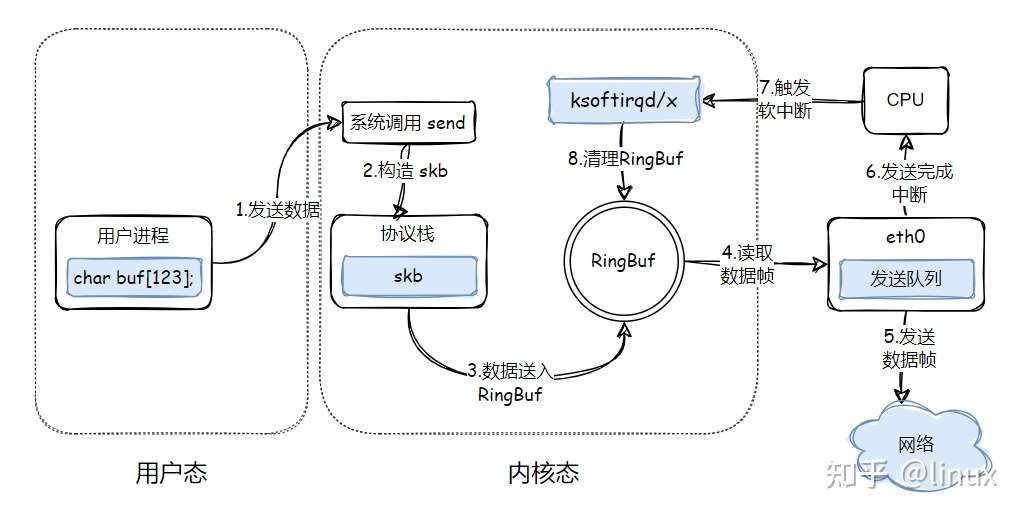 ksoftirqd/x
7.触发
软中断
CPU
系统调用 send
2.构造 skb
8.清理RingBuf
6.发送完成
中断
1.发送数据
用户进程
char buf[123];
协议栈
skb
RingBuf
4.读取
数据帧
eth0
发送队列
3.数据送入
RingBuf
5.发送
数据帧
网络
用户态
内核态
知乎 @linux